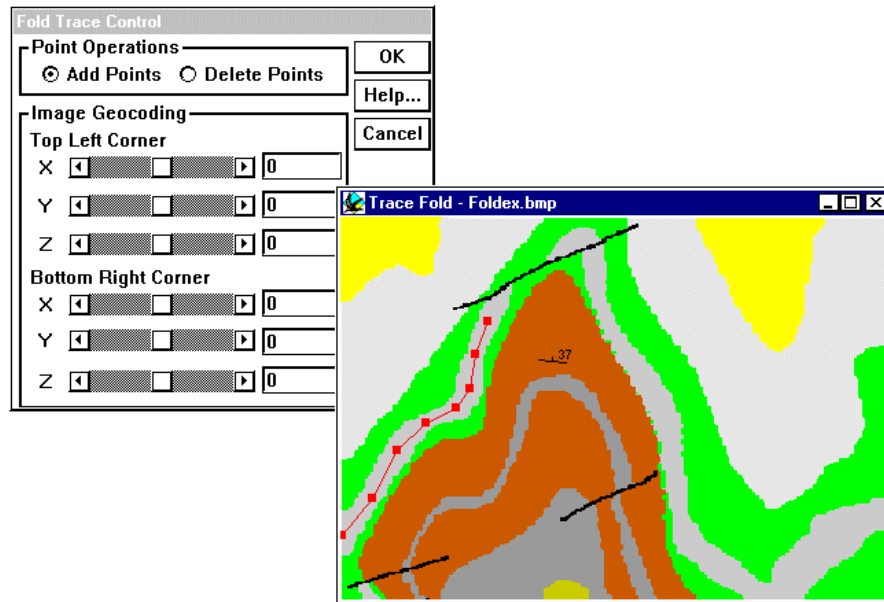 Fold Trace Control
Point Operations
Add Points Delete Points
OK
Help...
Cancel
Image Geocoding
Top Left Corner
X 0
Y 0
Z 0
Bottom Right Corner
X 0
Y 0
Z 0
Trace Fold - Foldex.bmp
37